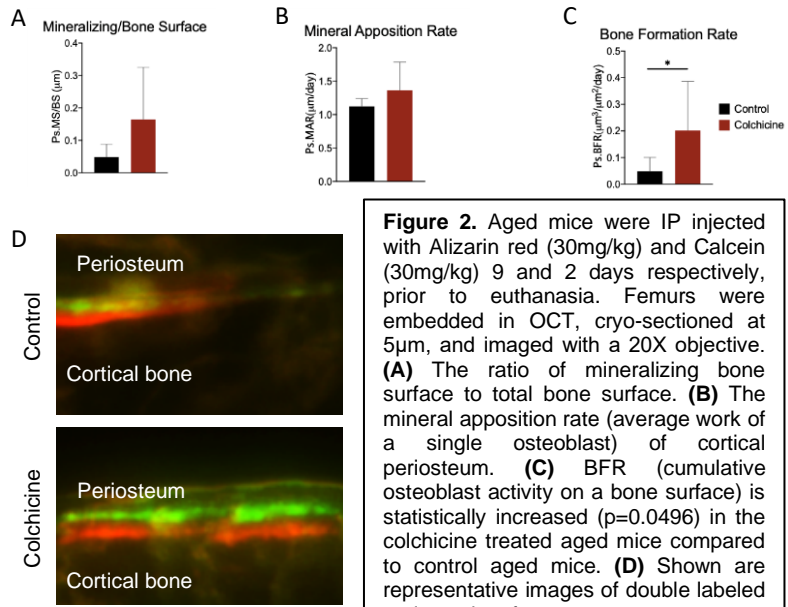 A
Mineralizing/Bone Surface
Ps.MS/BS (μm)
0.4
0.3
0.2
0.1
0.0
B
Mineral Apposition Rate
Ps.MAR(μm/day)
2.0
1.5
1.0
0.5
0.0
C
Bone Formation Rate
Ps.BFR(μm³/μm²/day)
0.5
0.4
0.3
0.2
0.1
0.0
*
Control
Colchicine
D
Control
Periosteum
Cortical bone
Colchicine
Periosteum
Cortical bone
Figure 2. Aged mice were IP injected
with Alizarin red (30mg/kg) and Calcein
(30mg/kg) 9 and 2 days respectively,
prior to euthanasia. Femurs were
embedded in OCT, cryo-sectioned at
5μm, and imaged with a 20X objective.
(A) The ratio of mineralizing bone
surface to total bone surface. (B) The
mineral apposition rate (average work of
a single osteoblast) of cortical
periosteum. (C) BFR (cumulative
osteoblast activity on a bone surface) is
statistically increased (p=0.0496) in the
colchicine treated aged mice compared
to control aged mice. (D) Shown are
representative images of double labeled